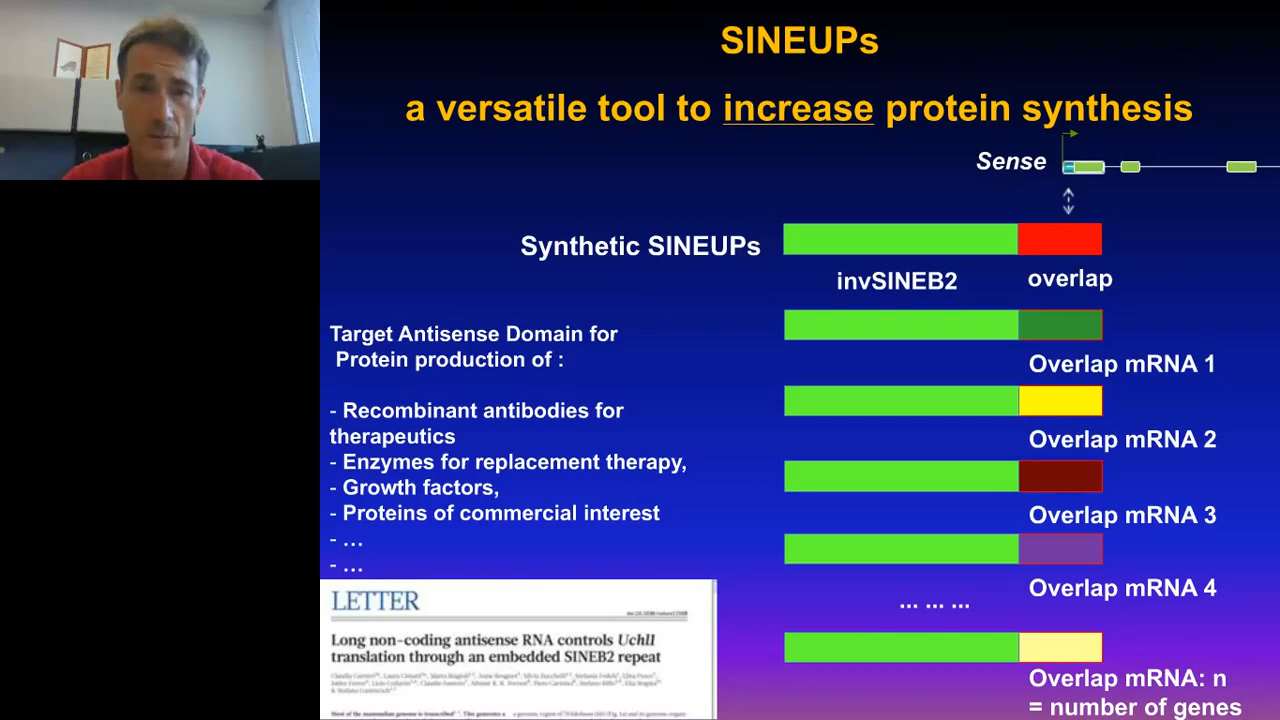 SINEUPs
a versatile tool to increase protein synthesis
Sense
Synthetic SINEUPs
invSINEB2
overlap
Target Antisense Domain for
Protein production of :
- Recombinant antibodies for
therapeutics
- Enzymes for replacement therapy,
- Growth factors,
- Proteins of commercial interest
- …
- …
Overlap mRNA 1
Overlap mRNA 2
Overlap mRNA 3
Overlap mRNA 4
... ... ...
Overlap mRNA: n
= number of genes
LETTER
Long non-coding antisense RNA controls Uchl1
translation through an embedded SINEB2 repeat